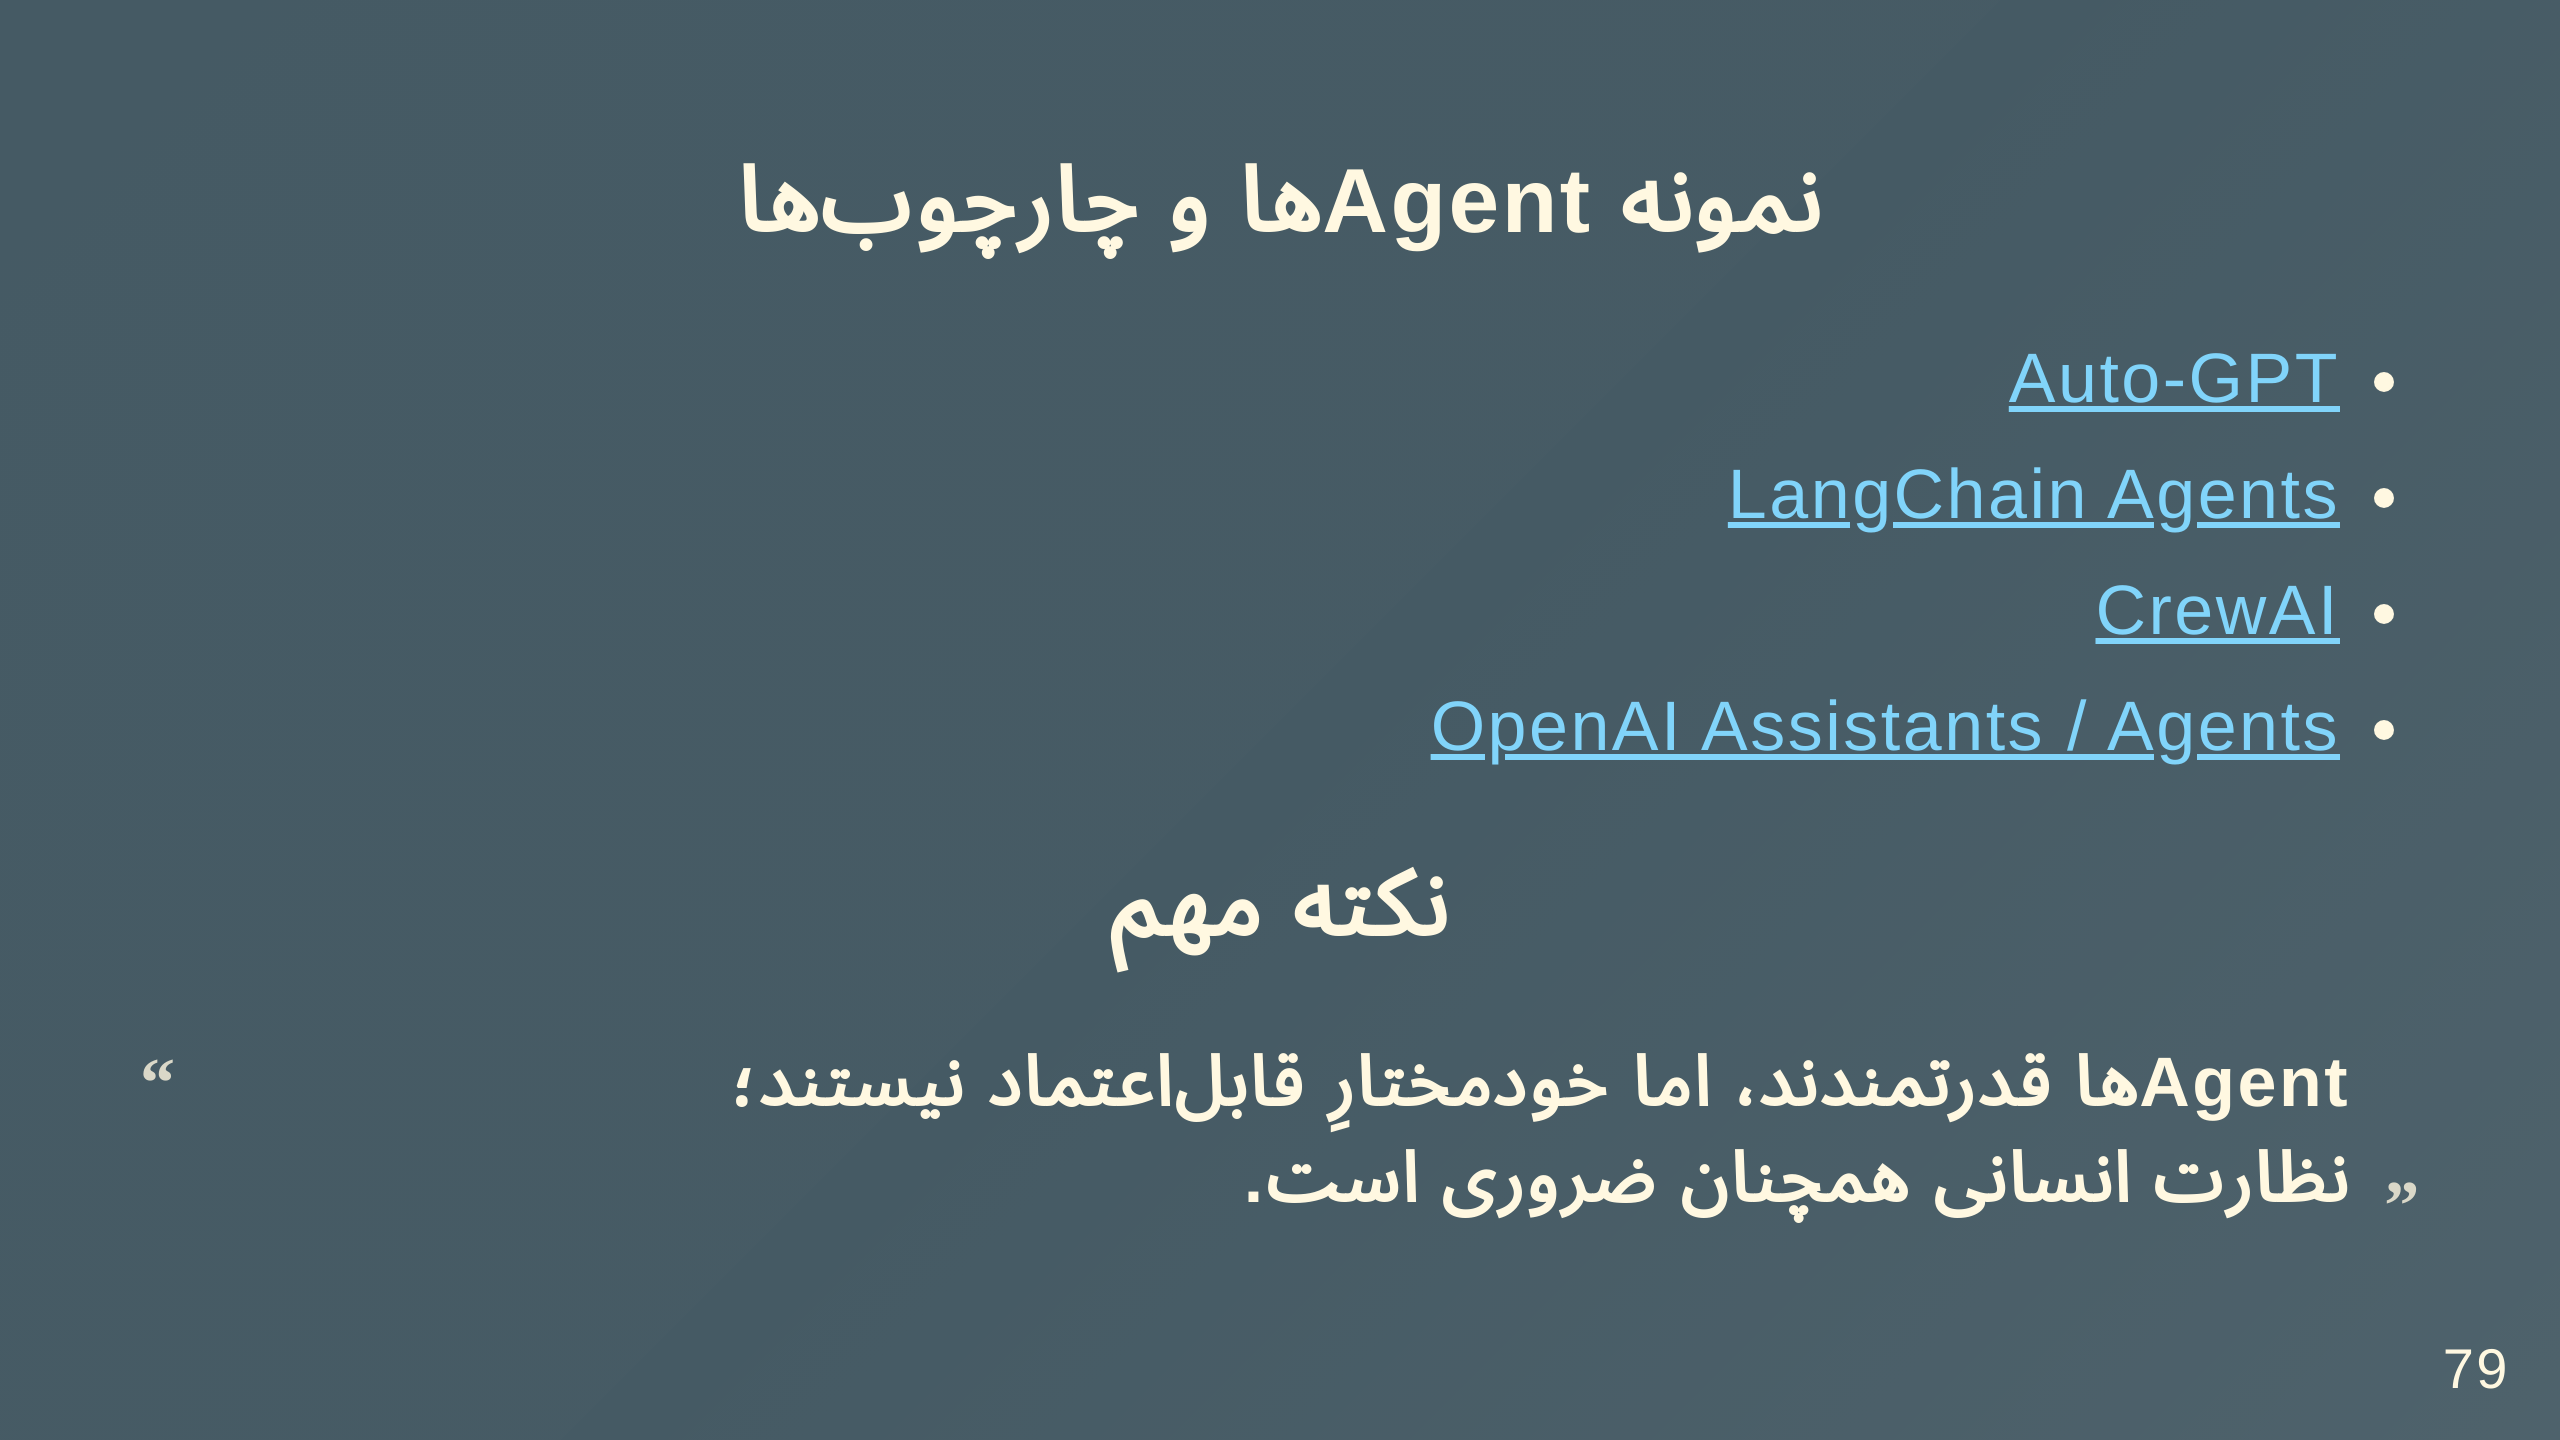 نمونه Agentها و چارچوب‌ها
• Auto-GPT
• LangChain Agents
• CrewAI
• OpenAI Assistants / Agents
نکته مهم
“
Agentها قدرتمندند، اما خودمختارِ قابل‌اعتماد نیستند؛
نظارت انسانی همچنان ضروری است.
”
79